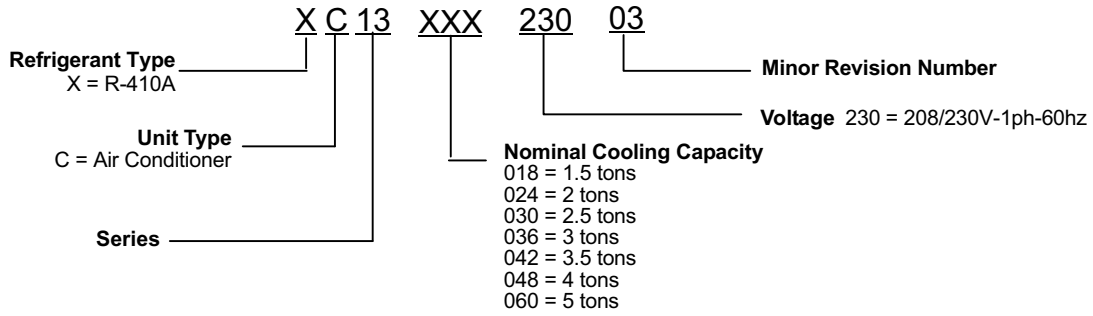 X C 13 XXX 230 03
Refrigerant Type
X = R-410A
Minor Revision Number
Voltage 230 = 208/230V-1ph-60hz
Unit Type
C = Air Conditioner
Nominal Cooling Capacity
018 = 1.5 tons
024 = 2 tons
030 = 2.5 tons
036 = 3 tons
042 = 3.5 tons
048 = 4 tons
060 = 5 tons
Series